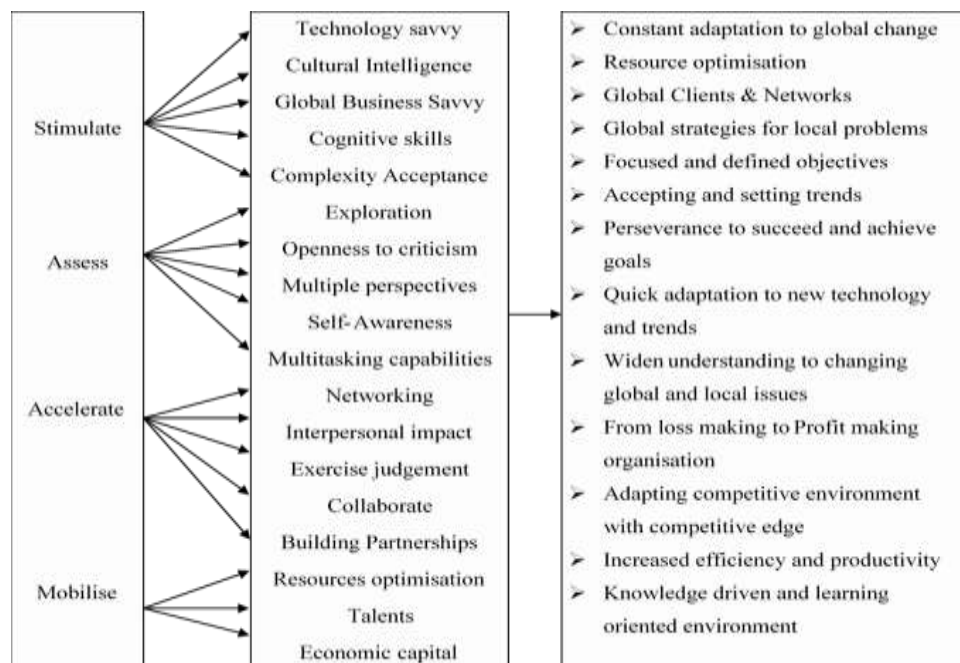 Stimulate
Assess
Accelerate
Mobilise
Technology savvy
Cultural Intelligence
Global Business Savvy
Cognitive skills
Complexity Acceptance
Exploration
Openness to criticism
Multiple perspectives
Self-Awareness
Multitasking capabilities
Networking
Interpersonal impact
Exercise judgement
Collaborate
Building Partnerships
Resources optimisation
Talents
Economic capital
➢ Constant adaptation to global change
➢ Resource optimisation
➢ Global Clients & Networks
➢ Global strategies for local problems
➢ Focused and defined objectives
➢ Accepting and setting trends
➢ Perseverance to succeed and achieve
goals
➢ Quick adaptation to new technology
and trends
➢ Widen understanding to changing
global and local issues
➢ From loss making to Profit making
organisation
➢ Adapting competitive environment
with competitive edge
➢ Increased efficiency and productivity
➢ Knowledge driven and learning
oriented environment